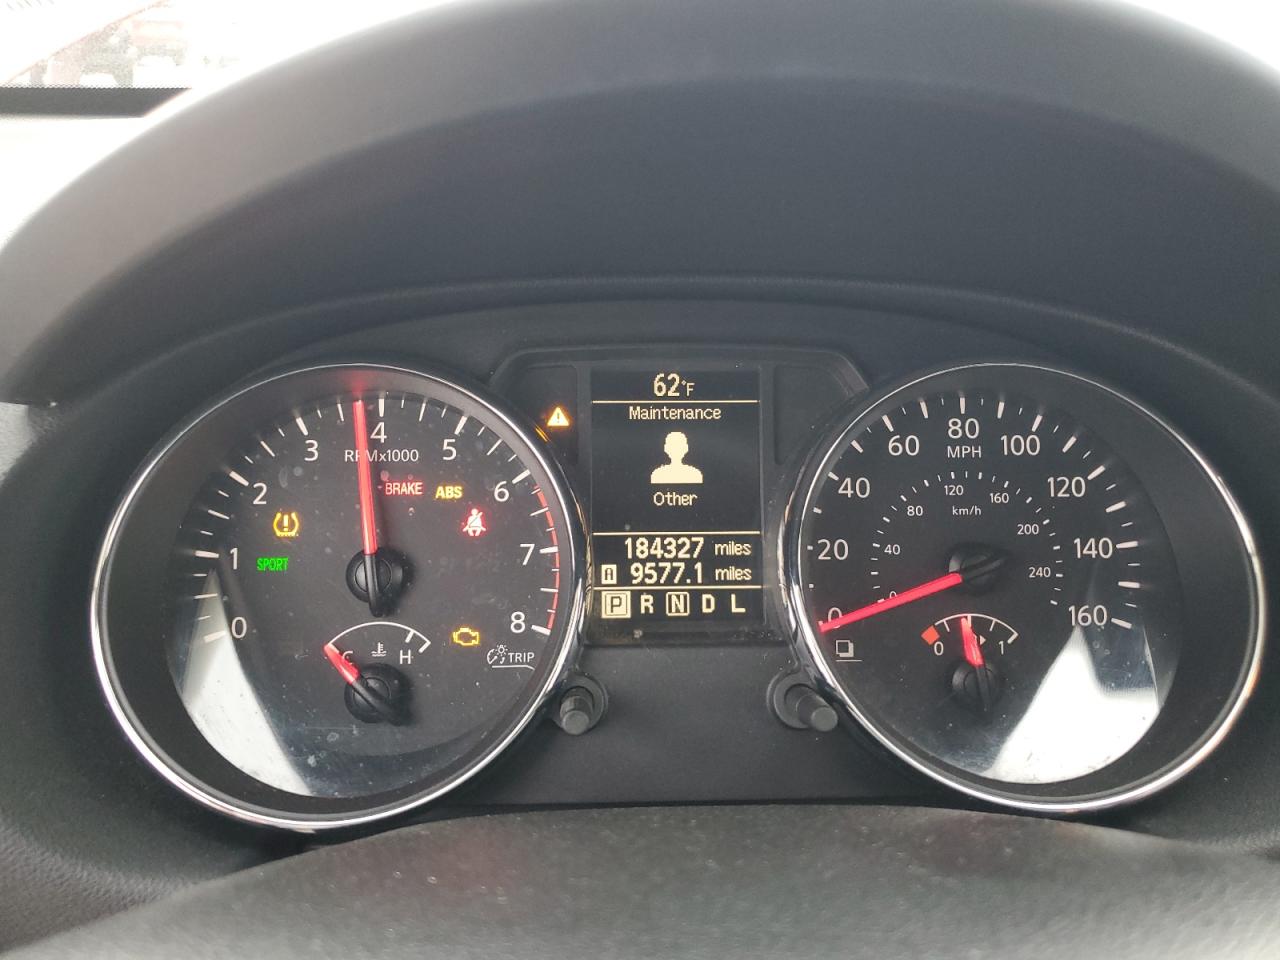 62°F
Maintenance
Other
184327 miles
A 9577.1 miles
P R N D L
0 1 2 3 4 5 6 7 8
RPMx1000
BRAKE ABS
SPORT
C H
TRIP
0 20 40 60 80 100 120 140 160
MPH
0 40 80 120 160 200 240
km/h
0 1